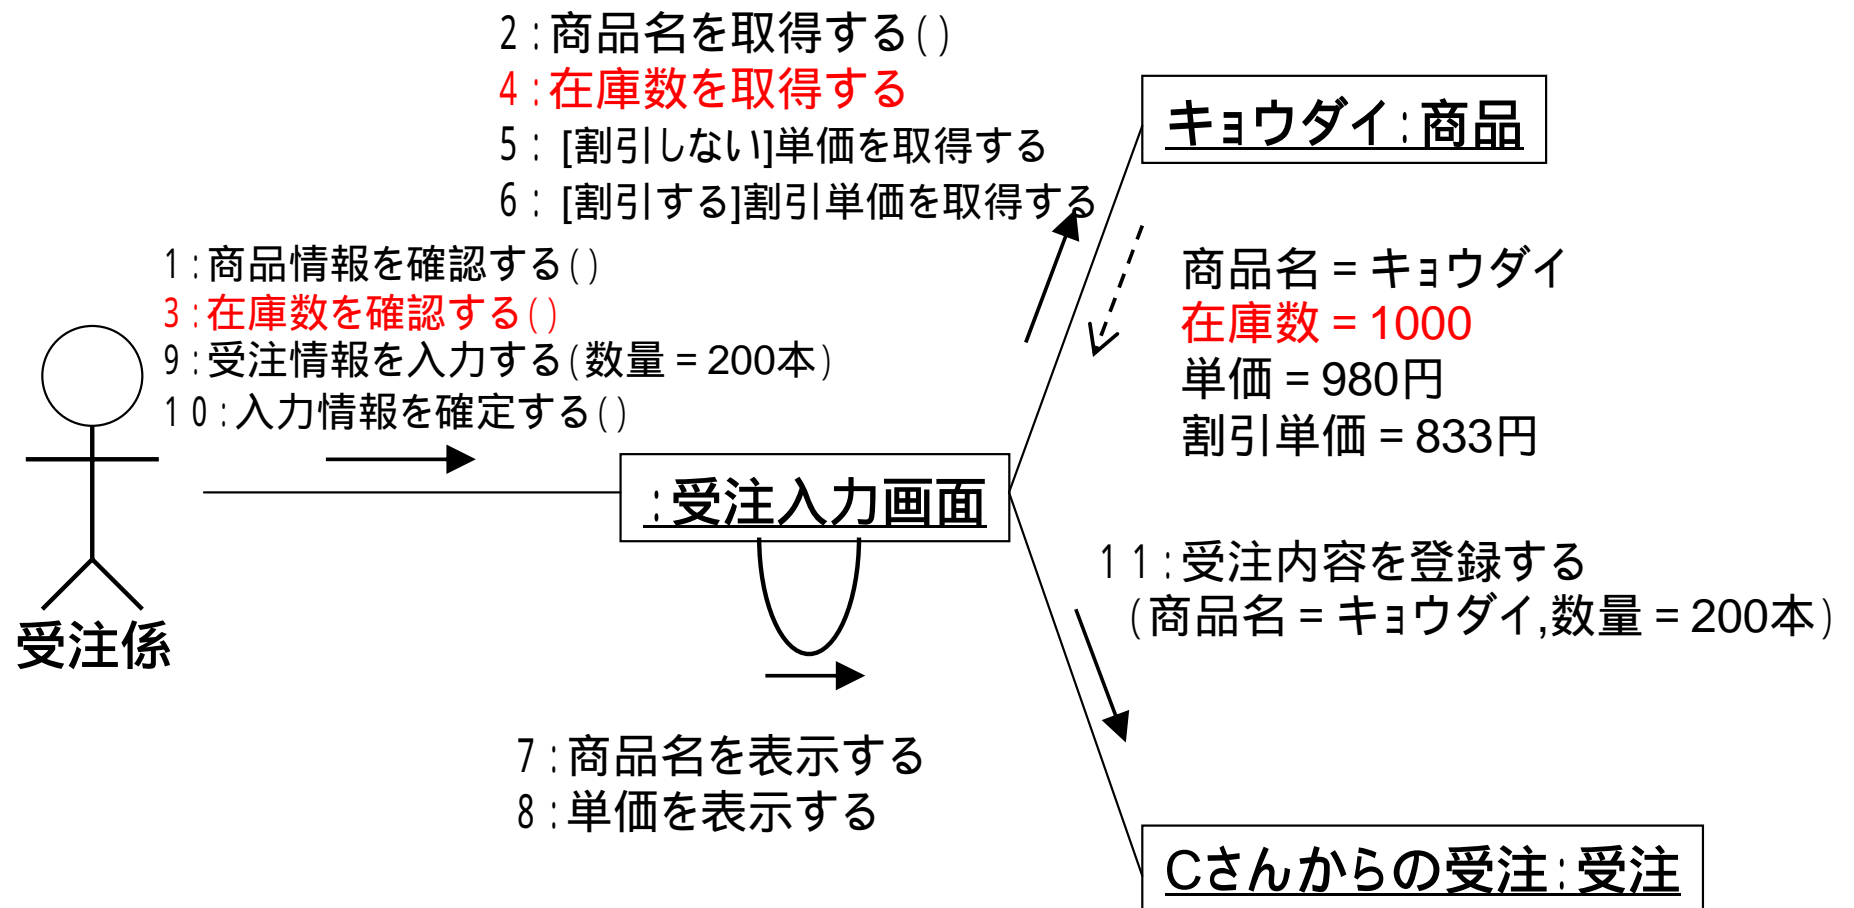 2:商品名を取得する()
4:在庫数を取得する
5: [割引しない]単価を取得する
6: [割引する]割引単価を取得する
キョウダイ:商品
1:商品情報を確認する()
3:在庫数を確認する()
9:受注情報を入力する(数量=200本)
10:入力情報を確定する()
商品名=キョウダイ
在庫数=1000
単価=980円
割引単価=833円
:受注入力画面
受注係
11:受注内容を登録する
(商品名=キョウダイ,数量=200本)
7:商品名を表示する
8:単価を表示する
Cさんからの受注:受注